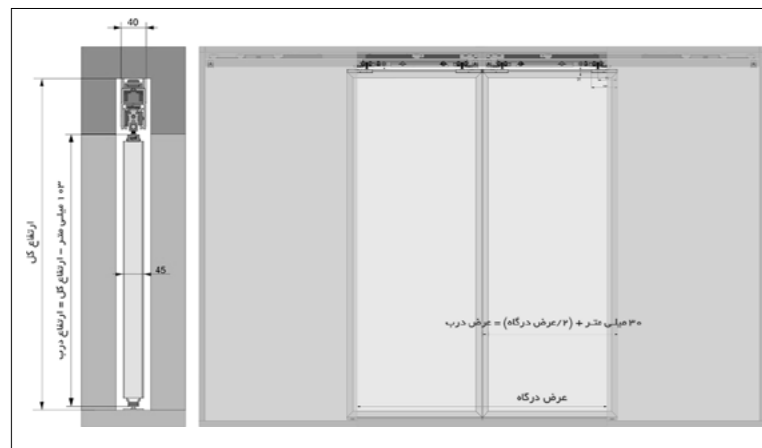 40
ارتفاع کل
ارتفاع درب = ارتفاع کل - ۱۰۳ میلی متر
45
عرض درب = (عرض درگاه/۲) + ۳۰ میلی متر
عرض درگاه